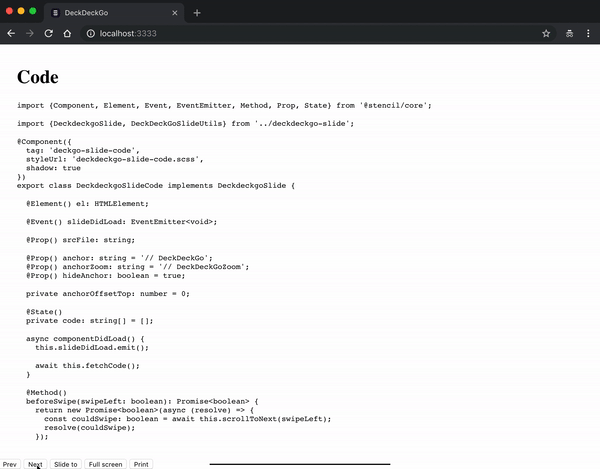 DeckDeckGo
localhost:3333
Code
import {Component, Element, Event, EventEmitter, Method, Prop, State} from '@stencil/core';
import {DeckdeckgoSlide, DeckDeckGoSlideUtils} from '../deckdeckgo-slide';
@Component({
  tag: 'deckgo-slide-code',
  styleUrl: 'deckdeckgo-slide-code.scss',
  shadow: true
})
export class DeckdeckgoSlideCode implements DeckdeckgoSlide {
  @Element() el: HTMLElement;
  @Event() slideDidLoad: EventEmitter<void>;
  @Prop() srcFile: string;
  @Prop() anchor: string = '// DeckDeckGo';
  @Prop() anchorZoom: string = '// DeckDeckGoZoom';
  @Prop() hideAnchor: boolean = true;
  private anchorOffsetTop: number = 0;
  @State()
  private code: string[] = [];
  async componentDidLoad() {
    this.slideDidLoad.emit();
    await this.fetchCode();
  }
  @Method()
  beforeSwipe(swipeLeft: boolean): Promise<boolean> {
    return new Promise<boolean>(async (resolve) => {
      const couldSwipe: boolean = await this.scrollToNext(swipeLeft);
      resolve(couldSwipe);
    });
Prev Next Slide to Full screen Print